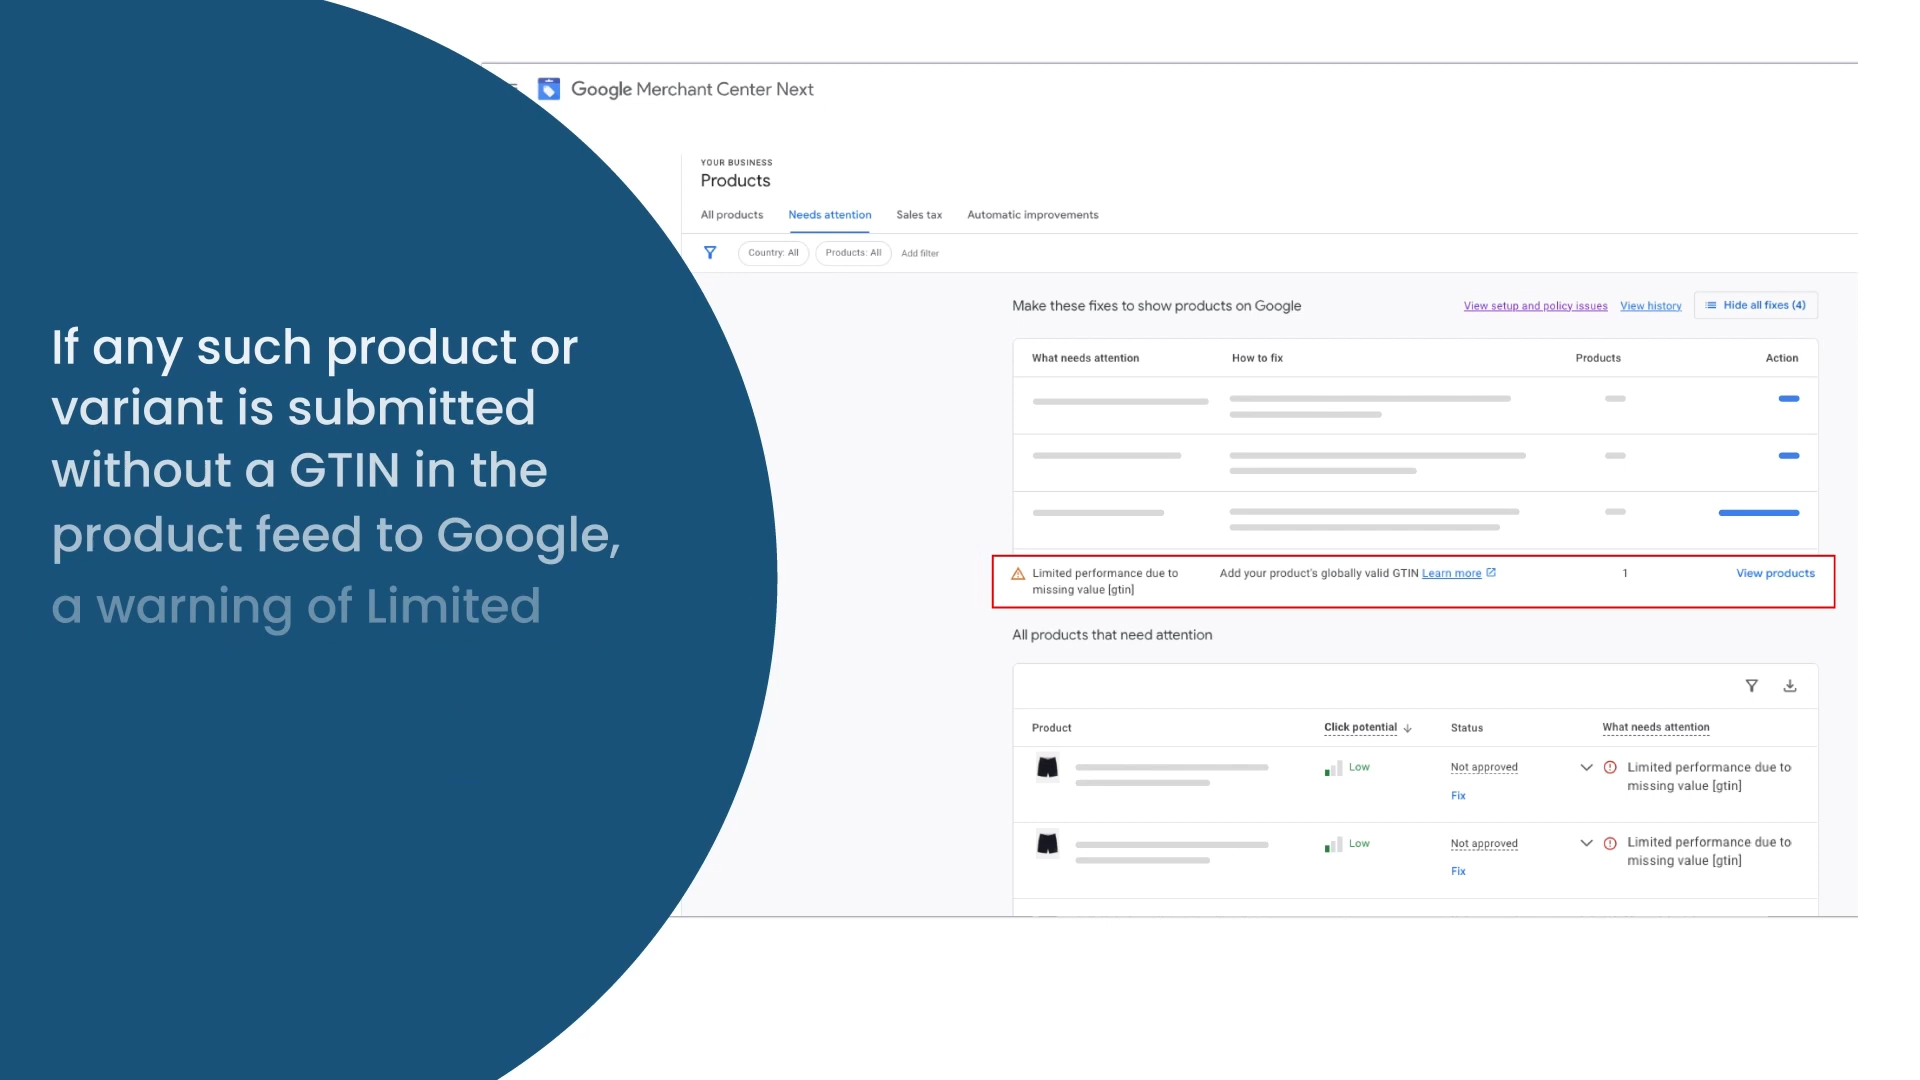 If any such product or
variant is submitted
without a GTIN in the
product feed to Google,
a warning of Limited
Google Merchant Center Next
YOUR BUSINESS
Products
All products Needs attention Sales tax Automatic improvements
Country: All Products: All Add filter
Make these fixes to show products on Google View setup and policy issues View history Hide all fixes (4)
What needs attention How to fix Products Action
Limited performance due to Add your product's globally valid GTIN Learn more 1 View products
missing value [gtin]
All products that need attention
Product Click potential Status What needs attention
Low Not approved Limited performance due to
missing value [gtin]
Fix
Low Not approved Limited performance due to
missing value [gtin]
Fix